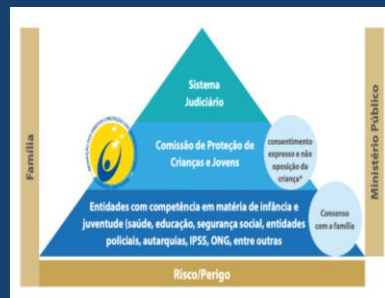 Sistema
Judiciário
Comissão de Proteção de
Crianças e Jovens
consentimento
expresso e não
oposição da
criança*
Entidades com competência em matéria de infância e
juventude (saúde, educação, segurança social, entidades
policiais, autarquias, IPSS, ONG, entre outras
Consenso
com a família
Família
Ministério Público
Risco/Perigo